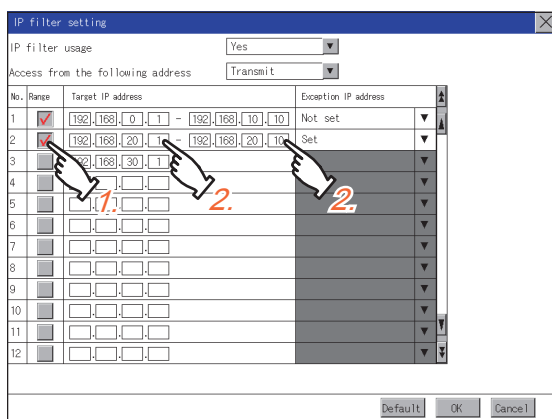 IP filter setting
IP filter usage Yes
Access from the following address Transmit
No. Range Target IP address Exception IP address
1 192.168.0.1 - 192.168.10.10 Not set
2 192.168.20.1 - 192.168.20.10 Set
3 192.168.30.1
4
5
6
7
8
9
10
11
12
1. 2. 2.
Default OK Cancel